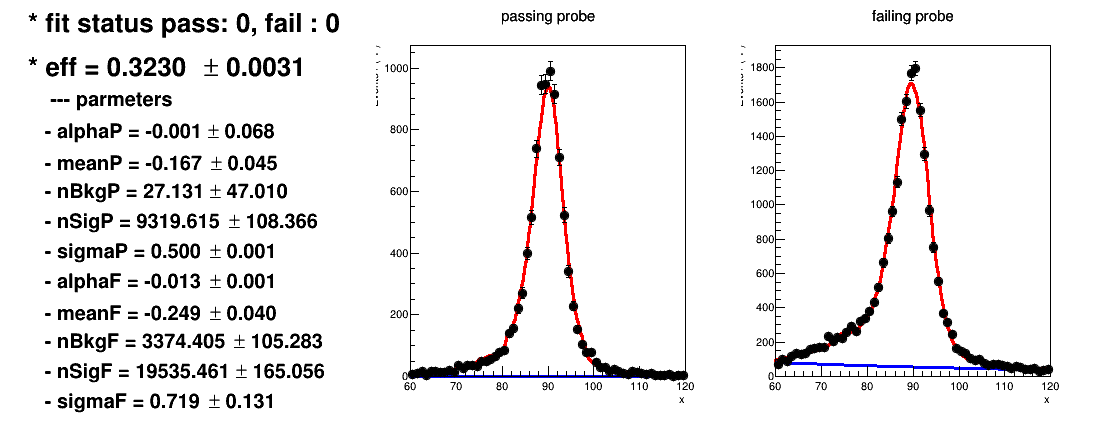 * fit status pass: 0, fail : 0
* eff = 0.3230 ± 0.0031
--- parmeters
- alphaP = -0.001 ± 0.068
- meanP = -0.167 ± 0.045
- nBkgP = 27.131 ± 47.010
- nSigP = 9319.615 ± 108.366
- sigmaP = 0.500 ± 0.001
- alphaF = -0.013 ± 0.001
- meanF = -0.249 ± 0.040
- nBkgF = 3374.405 ± 105.283
- nSigF = 19535.461 ± 165.056
- sigmaF = 0.719 ± 0.131
passing probe
1000
800
600
400
200
0
60 70 80 90 100 110 120
x
failing probe
1800
1600
1400
1200
1000
800
600
400
200
0
60 70 80 90 100 110 120
x